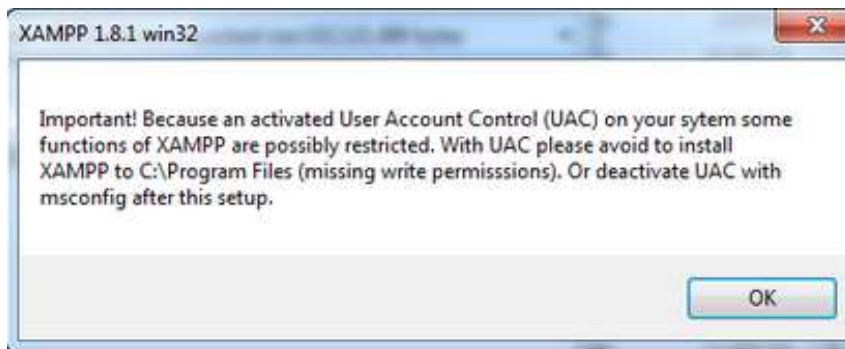 XAMPP 1.8.1 win32
Important! Because an activated User Account Control (UAC) on your sytem some
functions of XAMPP are possibly restricted. With UAC please avoid to install
XAMPP to C:\Program Files (missing write permisssions). Or deactivate UAC with
msconfig after this setup.
OK